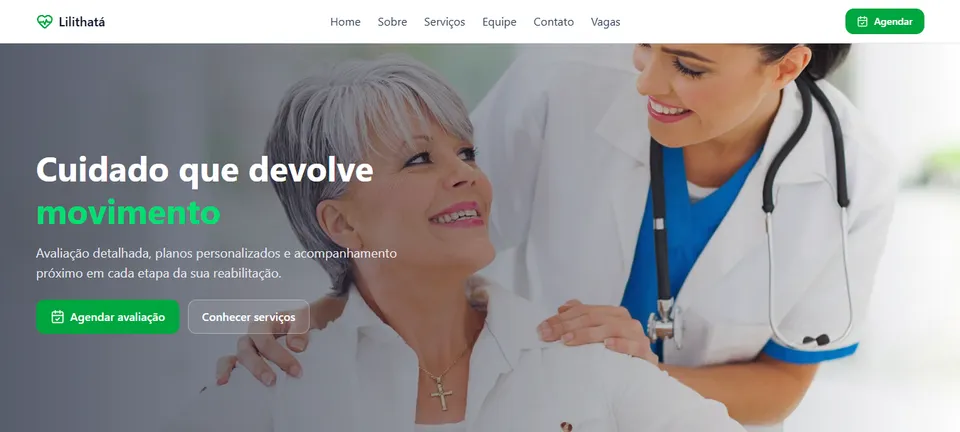 Lilithatá
Home Sobre Serviços Equipe Contato Vagas
Agendar
Cuidado que devolve
movimento
Avaliação detalhada, planos personalizados e acompanhamento
próximo em cada etapa da sua reabilitação.
Agendar avaliação
Conhecer serviços